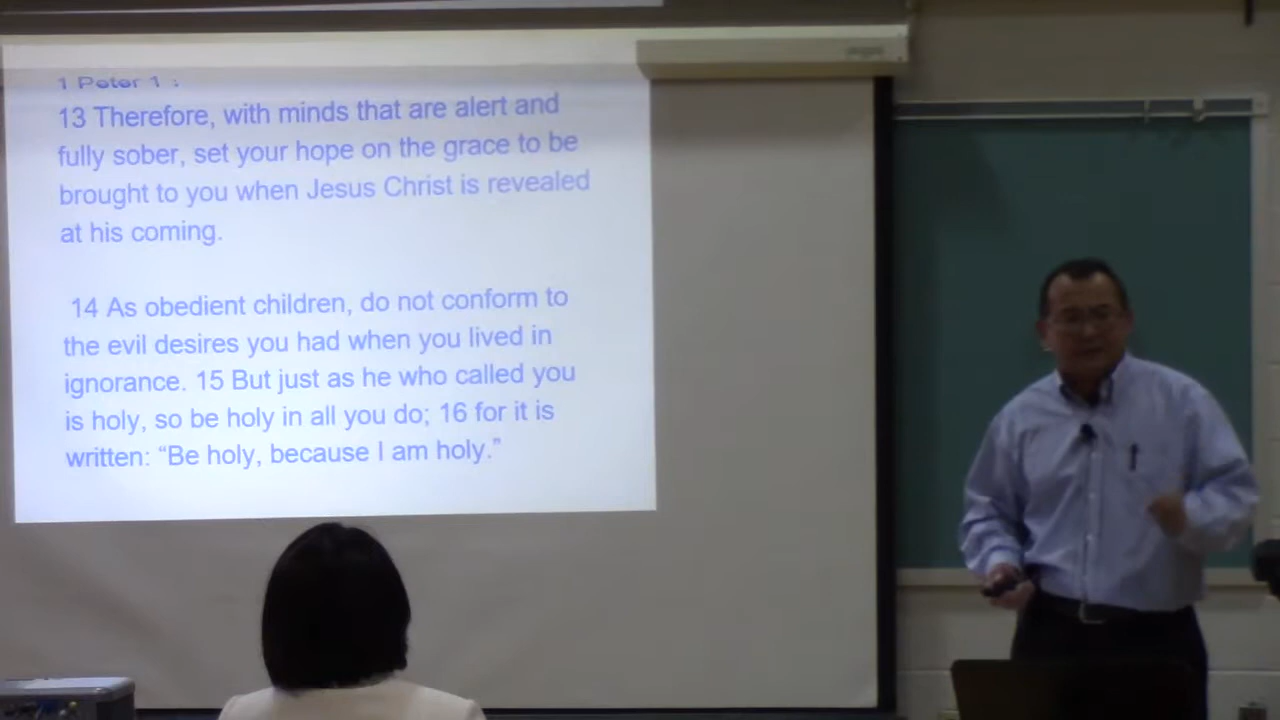 1 Peter 1 :
13 Therefore, with minds that are alert and
fully sober, set your hope on the grace to be
brought to you when Jesus Christ is revealed
at his coming.
14 As obedient children, do not conform to
the evil desires you had when you lived in
ignorance. 15 But just as he who called you
is holy, so be holy in all you do; 16 for it is
written: “Be holy, because I am holy.”